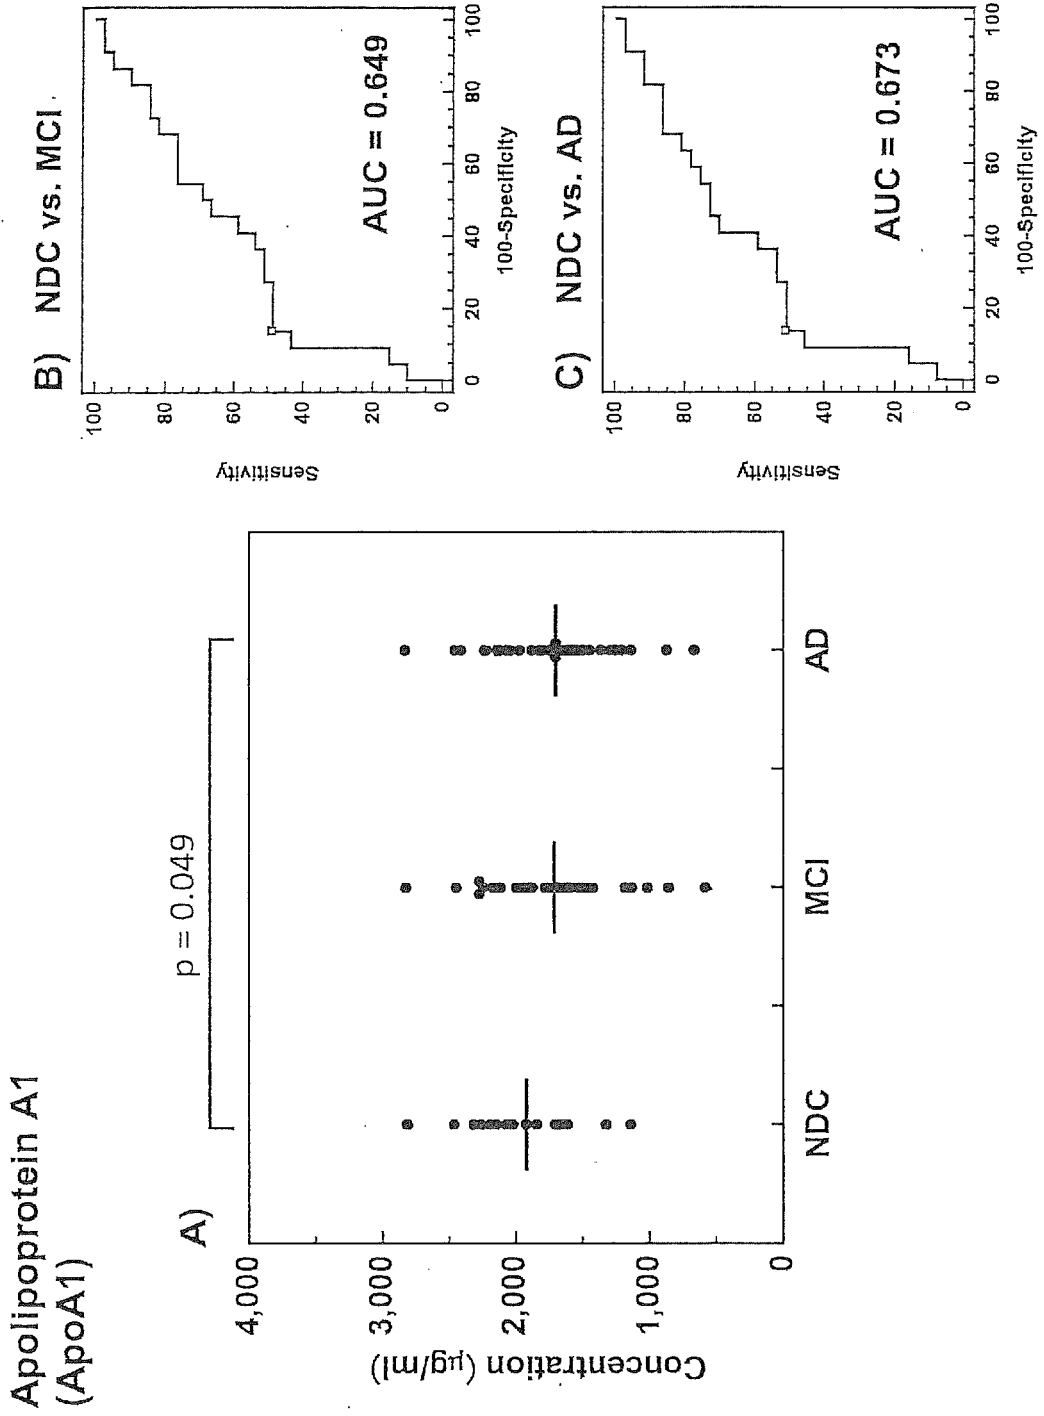 Apolipoprotein A1
(ApoA1)
A)
p = 0.049
Concentration (µg/ml)
4,000
3,000
2,000
1,000
0
NDC
MCI
AD
B) NDC vs. MCI
Sensitivity
100
80
60
40
20
0
AUC = 0.649
0
20
40
60
80
100
100-Specificity
C) NDC vs. AD
Sensitivity
100
80
60
40
20
0
AUC = 0.673
0
20
40
60
80
100
100-Specificity